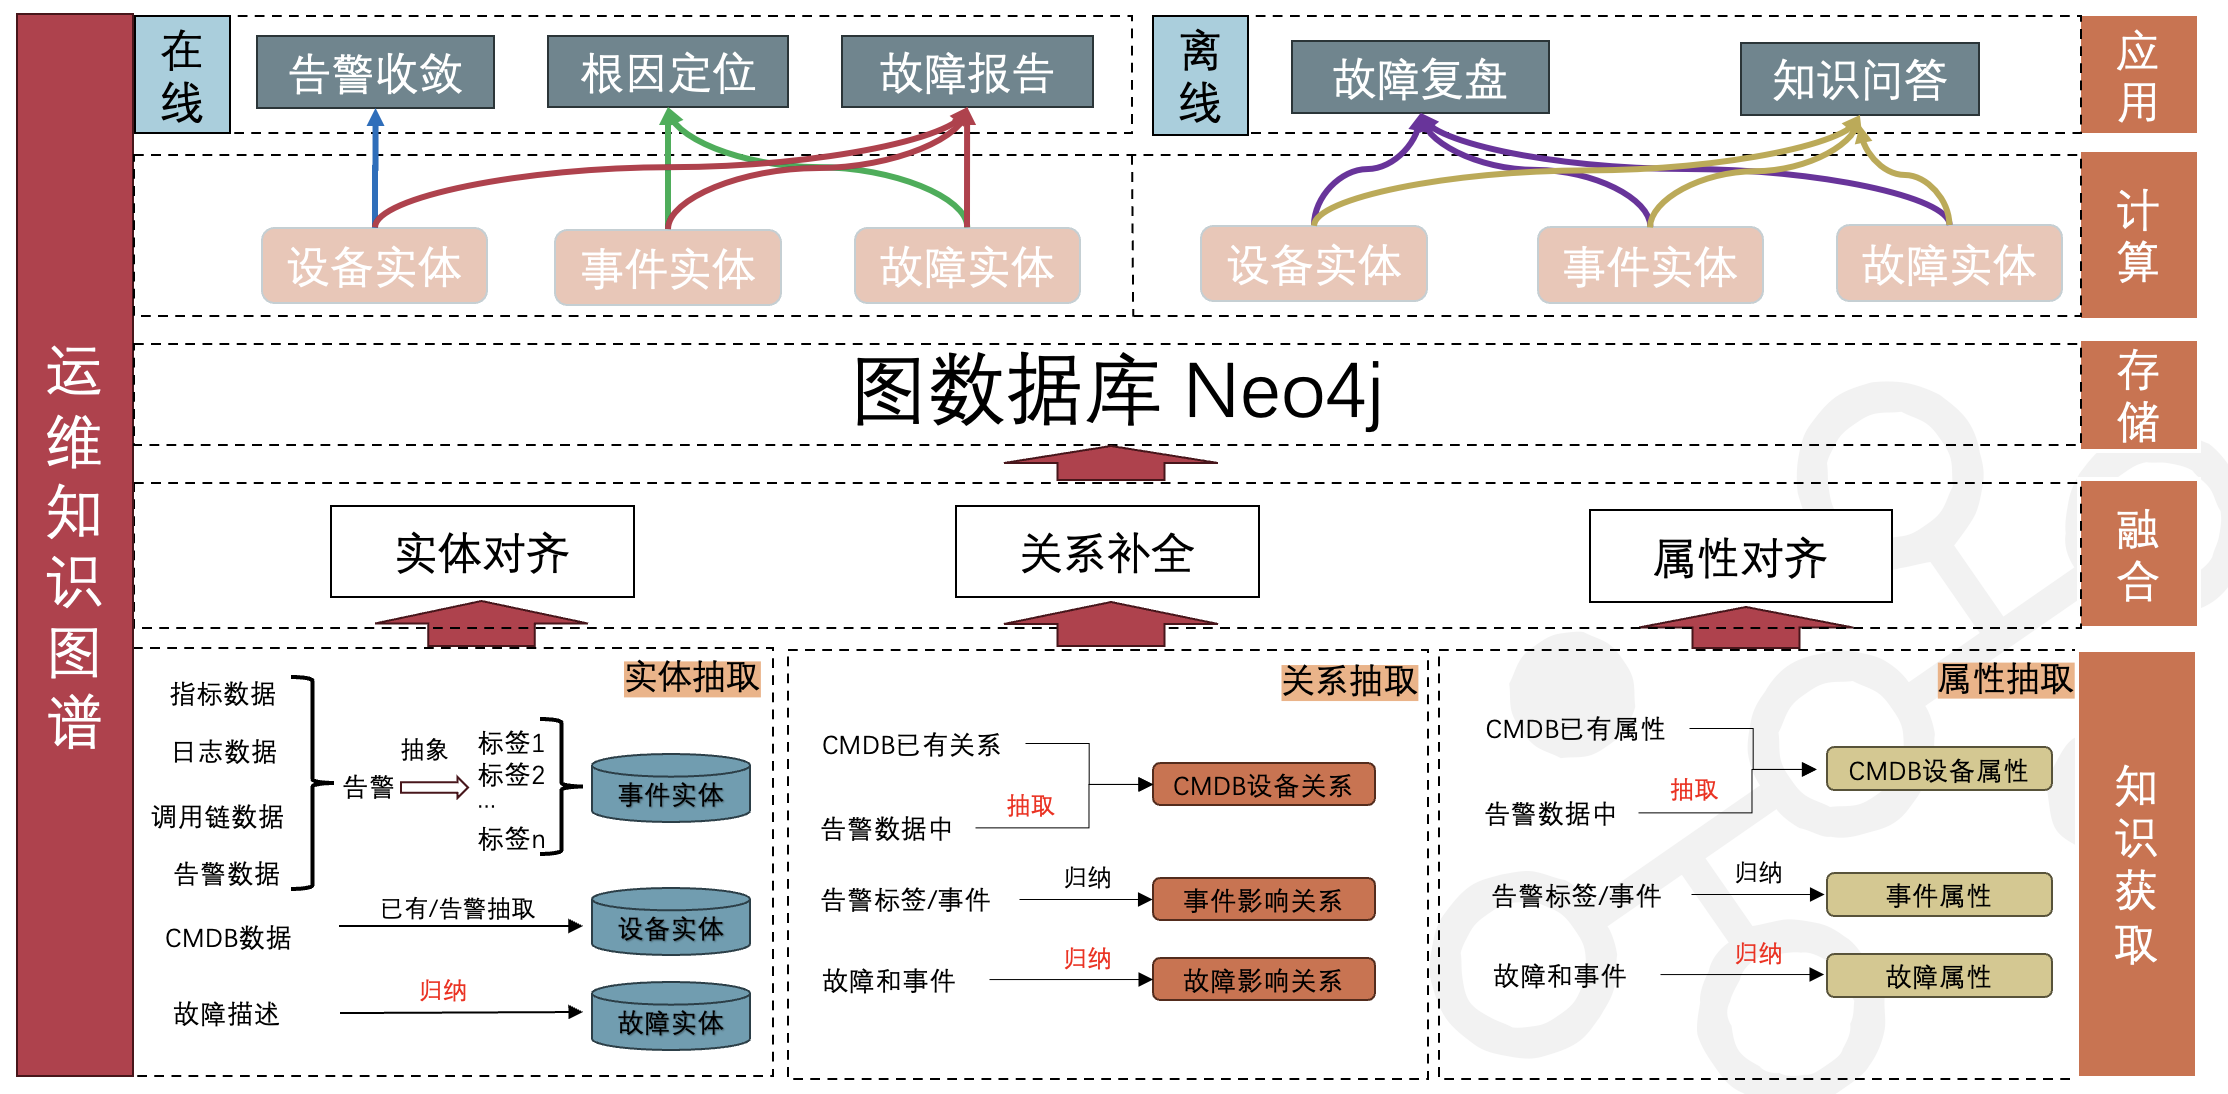 运维知识图谱
在线
告警收敛
根因定位
故障报告
离线
故障复盘
知识问答
应用
设备实体
事件实体
故障实体
设备实体
事件实体
故障实体
计算
图数据库 Neo4j
存储
实体对齐
关系补全
属性对齐
融合
实体抽取
指标数据
日志数据
调用链数据
告警数据
告警
抽象
标签1
标签2
...
标签n
事件实体
CMDB数据
已有/告警抽取
设备实体
故障描述
归纳
故障实体
关系抽取
CMDB已有关系
告警数据中
抽取
CMDB设备关系
告警标签/事件
归纳
事件影响关系
故障和事件
归纳
故障影响关系
属性抽取
CMDB已有属性
告警数据中
抽取
CMDB设备属性
告警标签/事件
归纳
事件属性
故障和事件
归纳
故障属性
知识获取